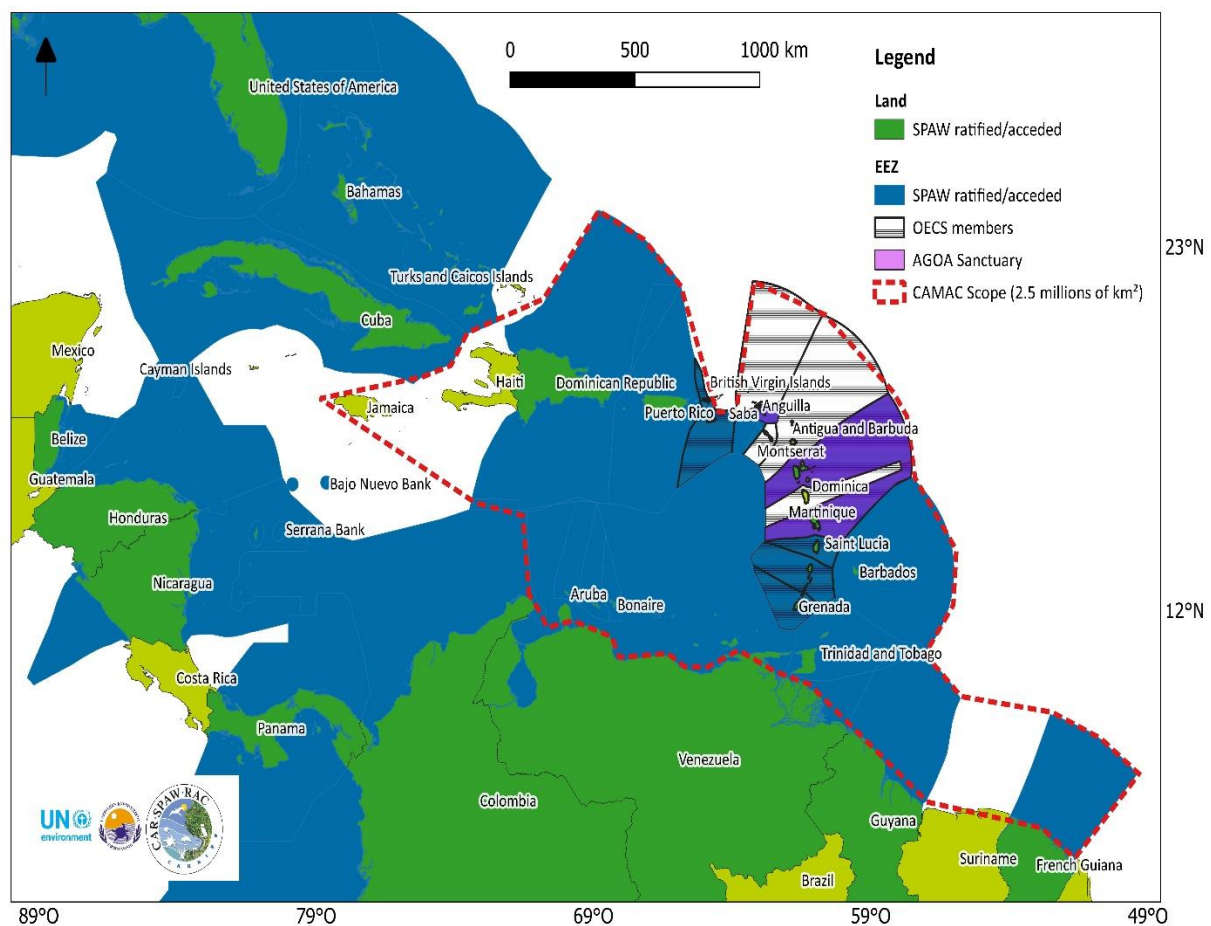 0 500 1000 km
Legend
Land
SPAW ratified/acceded
EEZ
SPAW ratified/acceded
OECS members
AGOA Sanctuary
CAMAC Scope (2.5 millions of km²)
United States of America
Bahamas
23°N
Turks and Caicos Islands
Cuba
Mexico
Cayman Islands
Haiti
Dominican Republic
British Virgin Islands
Jamaica
Puerto Rico
Saba
Anguilla
Antigua and Barbuda
Belize
Montserrat
Guatemala
Bajo Nuevo Bank
Dominica
Honduras
Serrana Bank
Martinique
Saint Lucia
Nicaragua
Barbados
Aruba
Bonaire
Grenada
12°N
Trinidad and Tobago
Costa Rica
Panama
Venezuela
Colombia
Guyana
UN
environment
CAR-SPAW-RAC
Suriname
French Guiana
Brazil
89°O 79°O 69°O 59°O 49°O